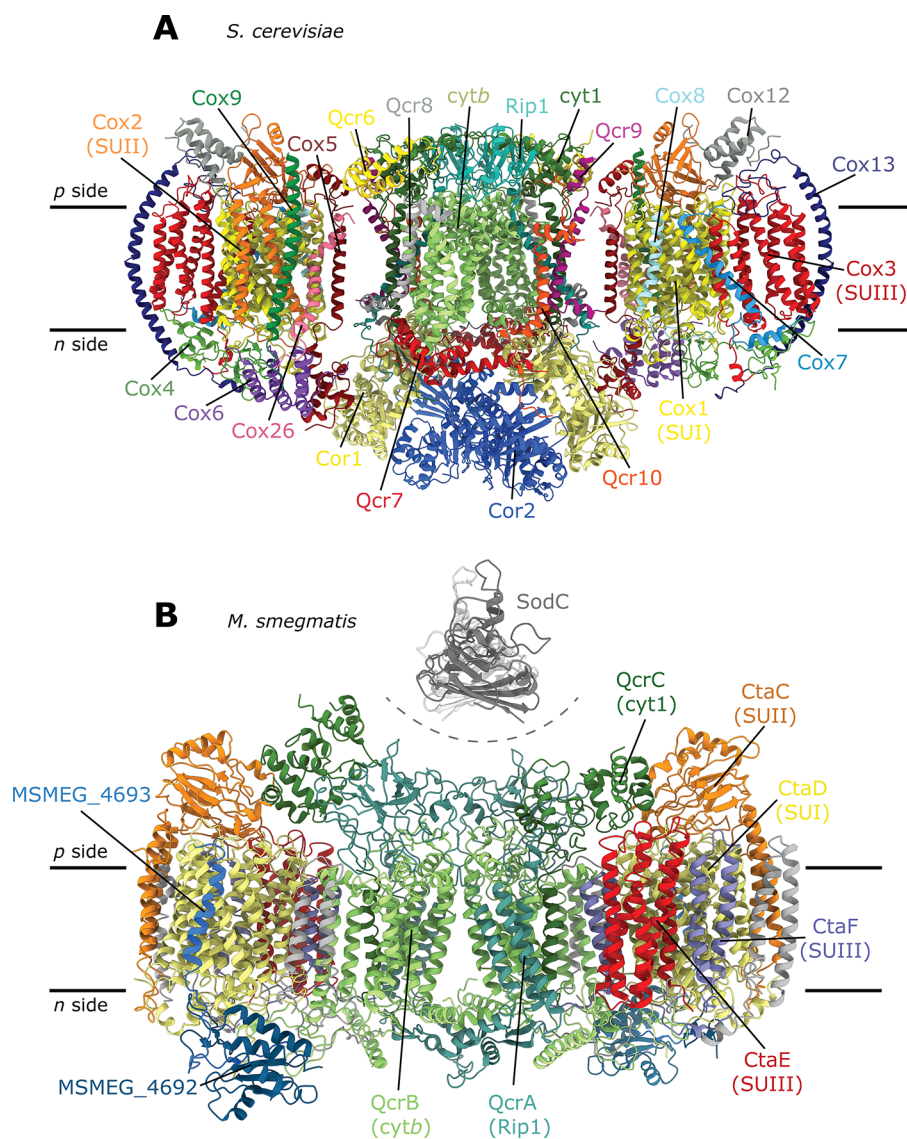 A S. cerevisiae
Cox9
Qcr8
cytb
Rip1
cyt1
Cox8
Cox12
Cox2
(SUII)
Cox5
Qcr6
Qcr9
Cox13
p side
Cox3
(SUIII)
n side
Cox4
Cox7
Cox6
Cox26
Cox1
(SUI)
Cor1
Qcr7
Qcr10
Cor2
B M. smegmatis
SodC
QcrC
(cyt1)
CtaC
(SUII)
MSMEG_4693
CtaD
(SUI)
p side
CtaF
(SUIII)
n side
MSMEG_4692
QcrB
(cytb)
QcrA
(Rip1)
CtaE
(SUIII)